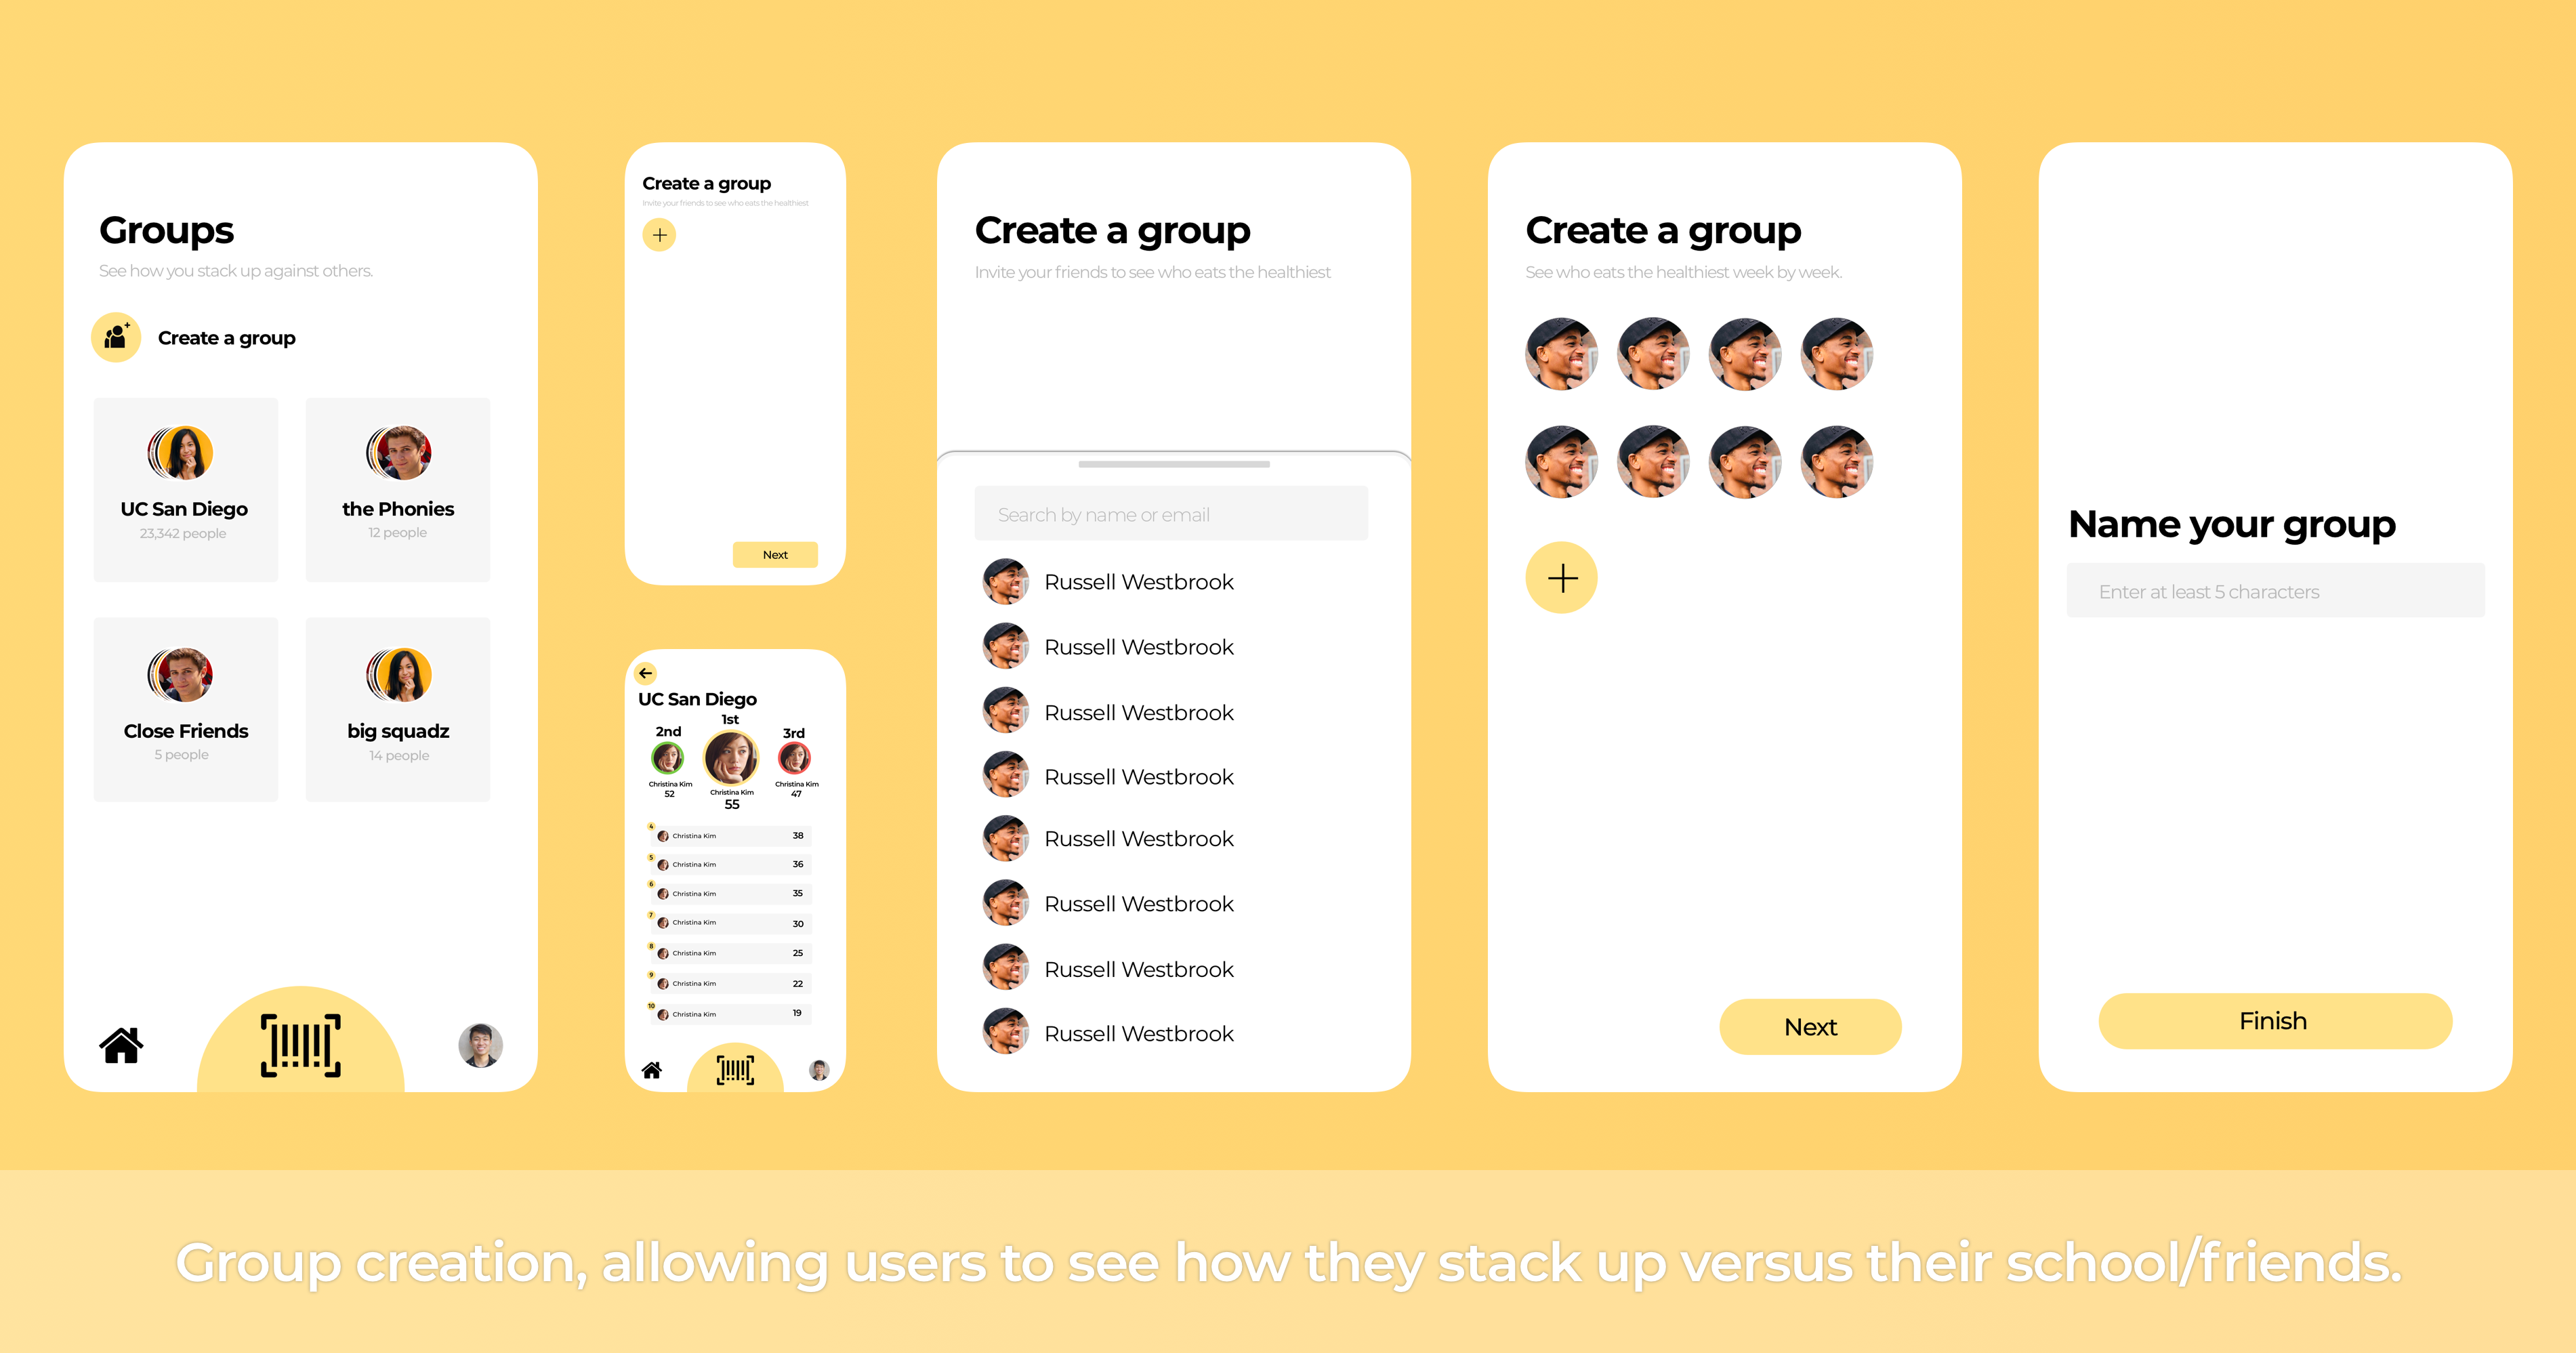 Groups
See how you stack up against others.
Create a group
UC San Diego
23,342 people
the Phonies
12 people
Close Friends
5 people
big squadz
14 people
Create a group
Invite your friends to see who eats the healthiest
Next
UC San Diego
1st
2nd
3rd
Christina Kim
52
Christina Kim
55
Christina Kim
47
4
Christina Kim 38
5
Christina Kim 36
6
Christina Kim 35
7
Christina Kim 30
8
Christina Kim 25
9
Christina Kim 22
10
Christina Kim 19
Create a group
Invite your friends to see who eats the healthiest
Search by name or email
Russell Westbrook
Russell Westbrook
Russell Westbrook
Russell Westbrook
Russell Westbrook
Russell Westbrook
Russell Westbrook
Russell Westbrook
Create a group
See who eats the healthiest week by week.
Next
Name your group
Enter at least 5 characters
Finish
Group creation, allowing users to see how they stack up versus their school/friends.